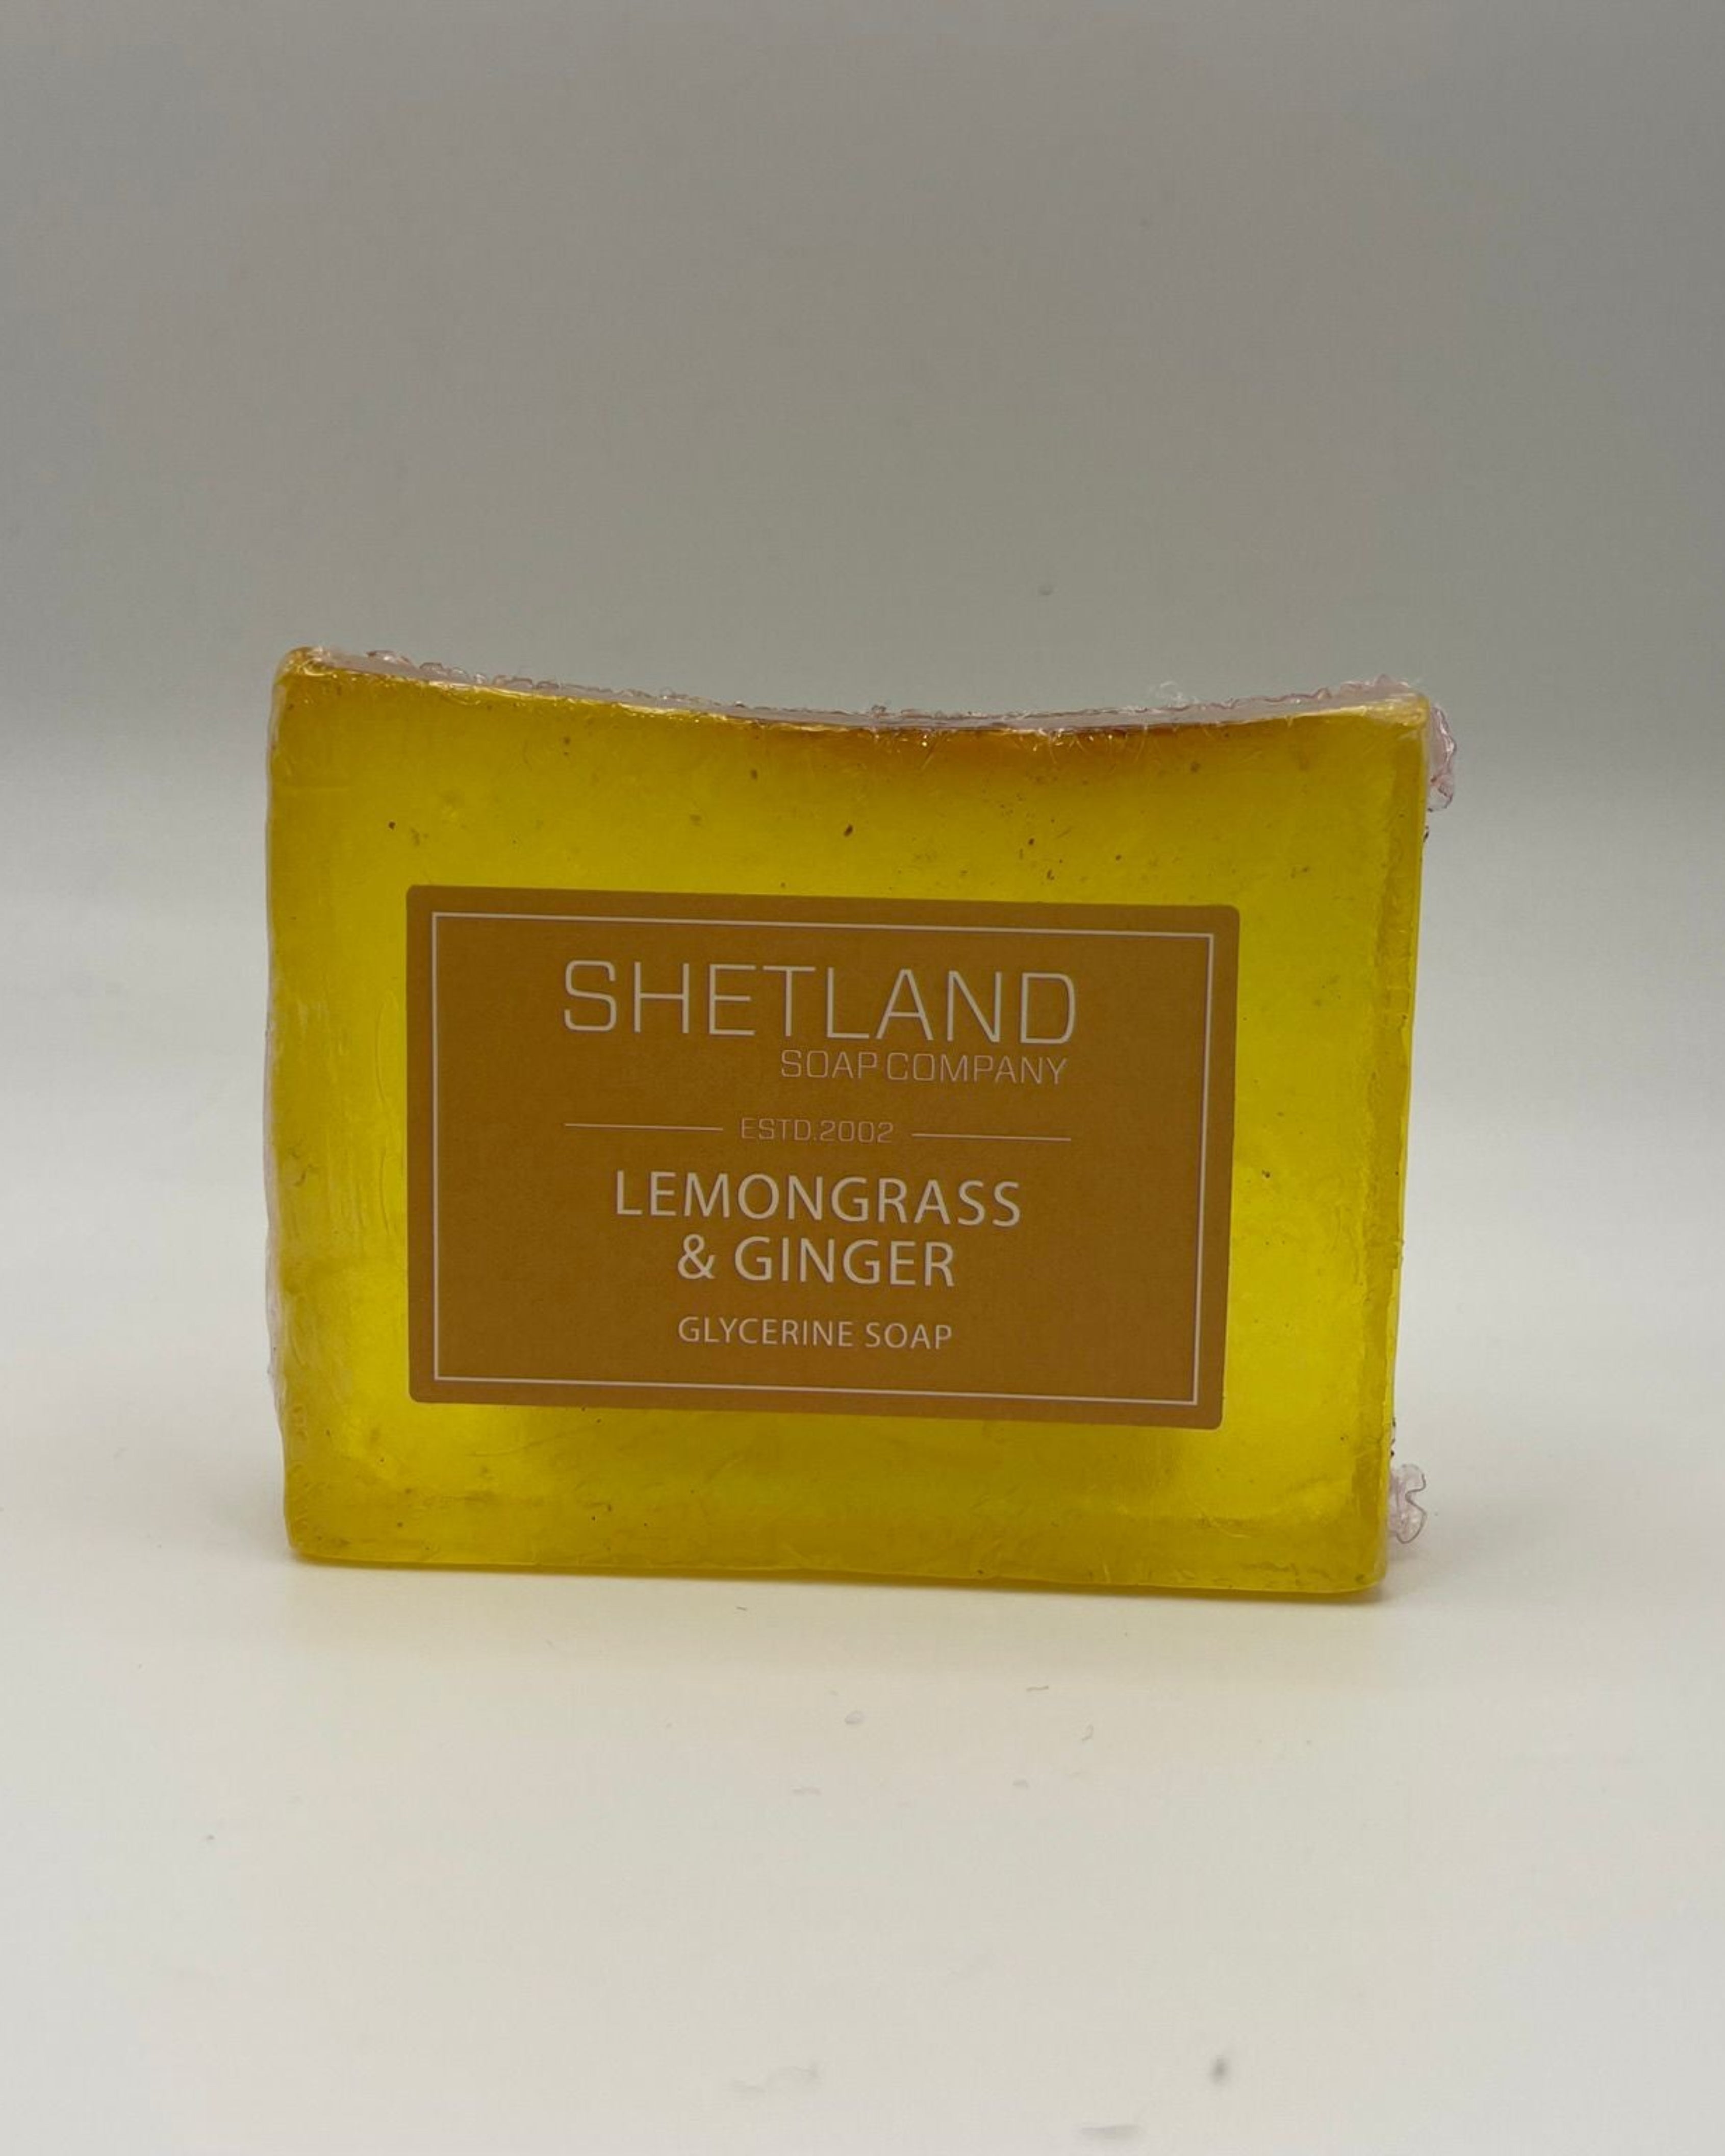 SHETLAND
SOAP COMPANY
ESTD.2002
LEMONGRASS
& GINGER
GLYCERINE SOAP